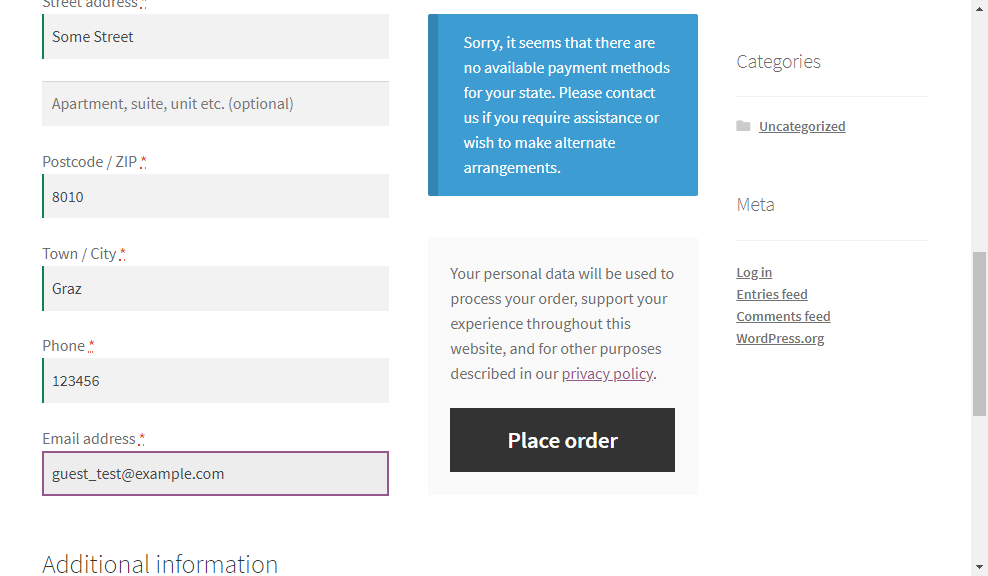 Street address *
Some Street
Apartment, suite, unit etc. (optional)
Postcode / ZIP *
8010
Town / City *
Graz
Phone *
123456
Email address *
guest_test@example.com
Additional information
Sorry, it seems that there are
no available payment methods
for your state. Please contact
us if you require assistance or
wish to make alternate
arrangements.
Your personal data will be used to
process your order, support your
experience throughout this
website, and for other purposes
described in our privacy policy.
Place order
Categories
Uncategorized
Meta
Log in
Entries feed
Comments feed
WordPress.org